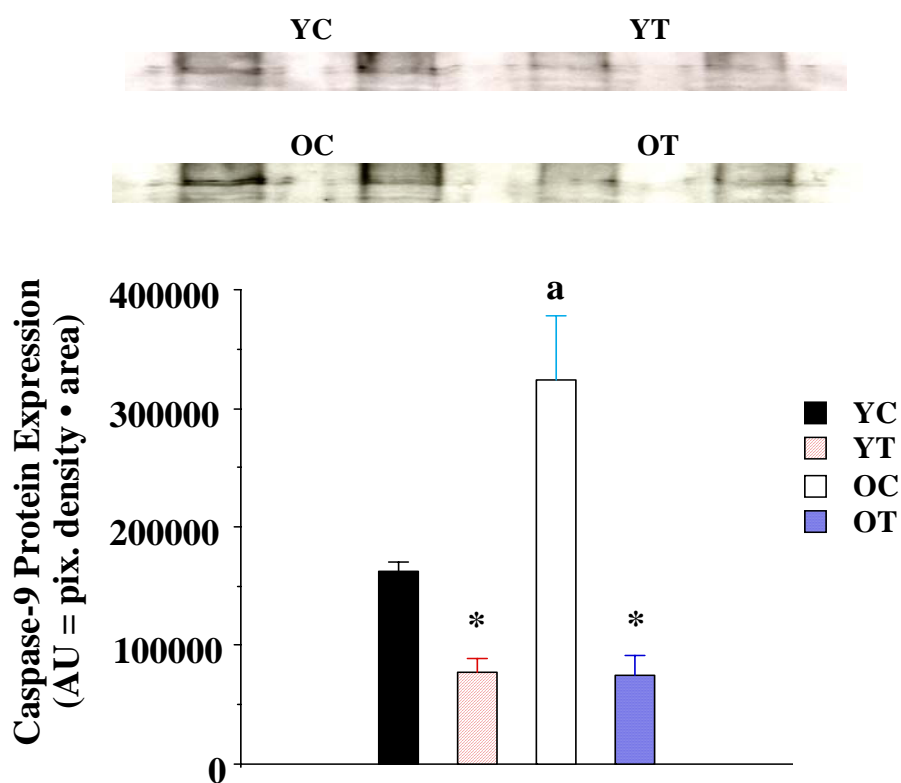 YC YT
OC OT
Caspase-9 Protein Expression
(AU = pix. density • area)
400000
300000
200000
100000
0
a
*
*
YC
YT
OC
OT